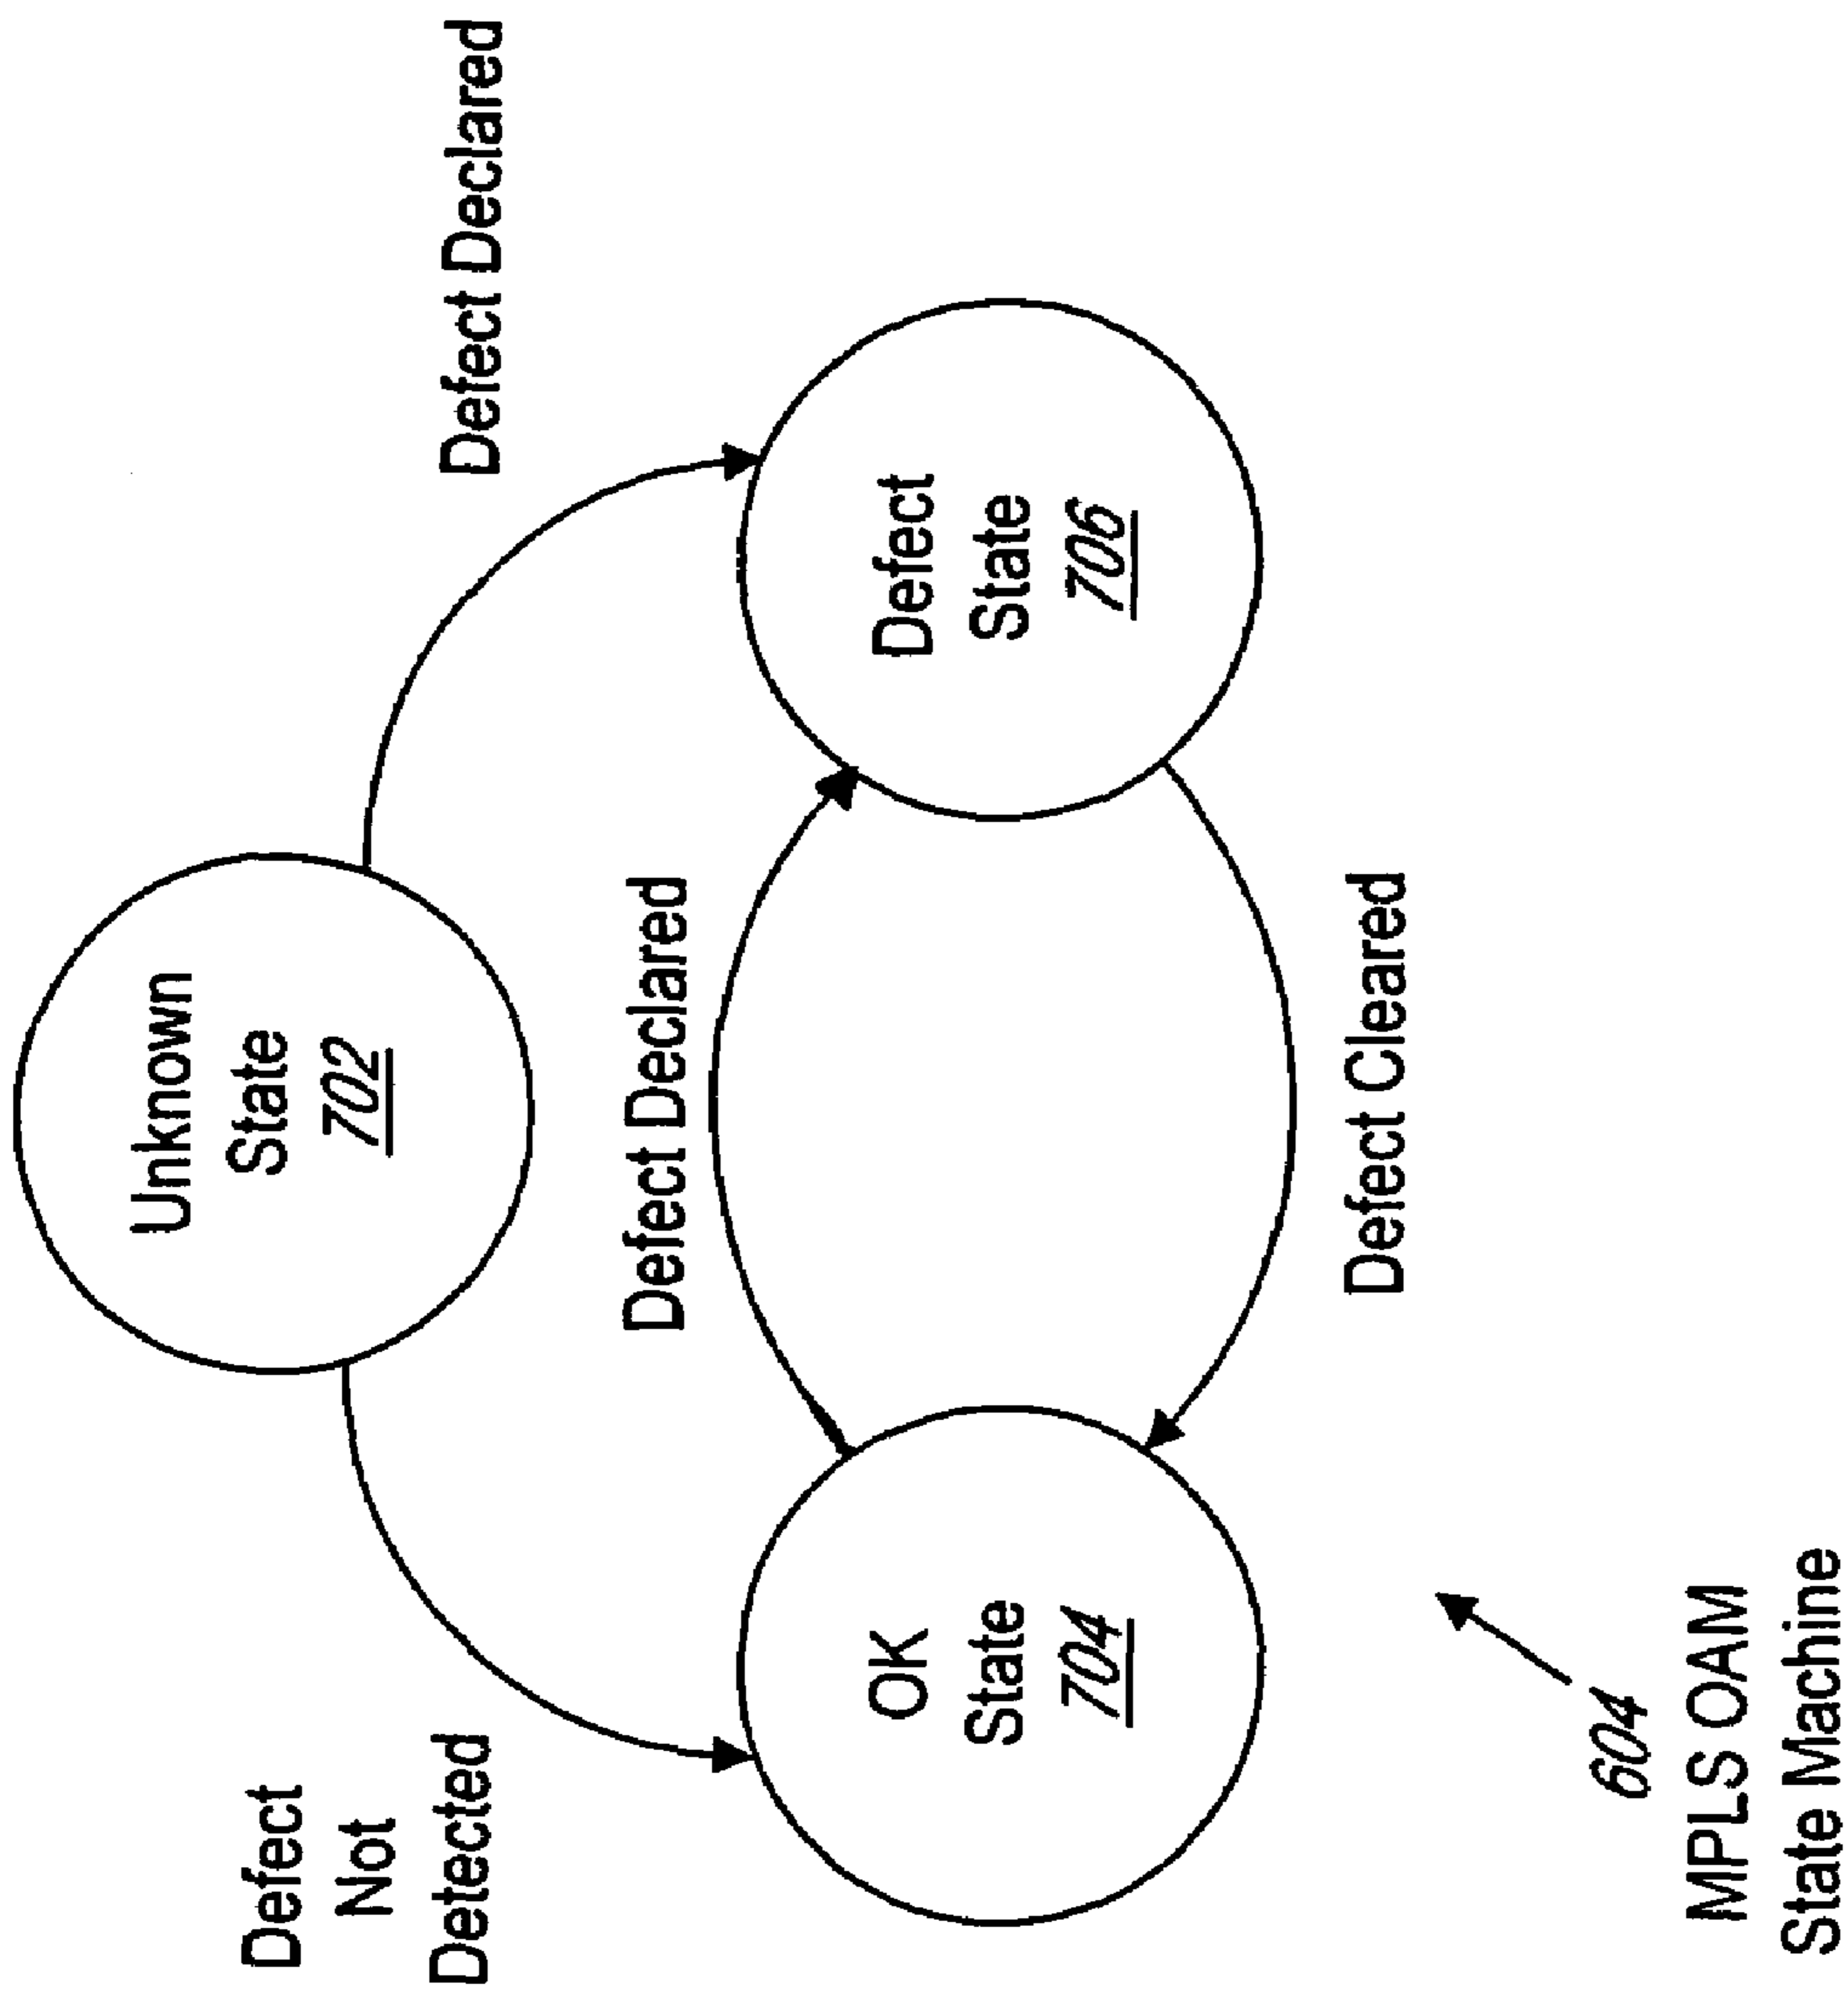 Unknown
State
702
Defect
Not
Detected
Defect Declared
Defect Declared
OK
State
704
Defect
State
706
Defect Cleared
604
MPLS OAM
State Machine